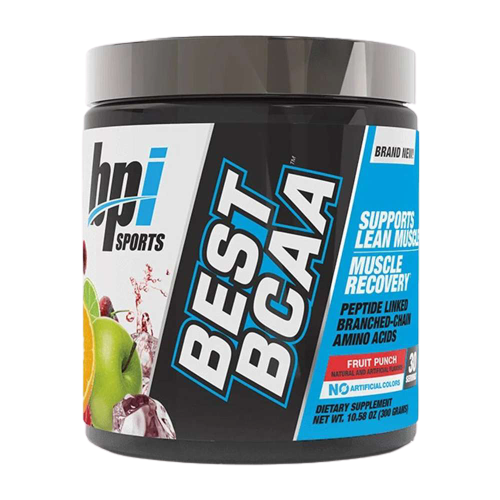 bpi
SPORTS
BEST
BCAA™
BRAND NEW!
SUPPORTS
LEAN MUSCLE
MUSCLE
RECOVERY
PEPTIDE LINKED
BRANCHED-CHAIN
AMINO ACIDS
FRUIT PUNCH
NATURAL AND ARTIFICIAL FLAVORS
30
NO ARTIFICIAL COLORS
DIETARY SUPPLEMENT
NET WT. 10.58 OZ (300 GRAMS)